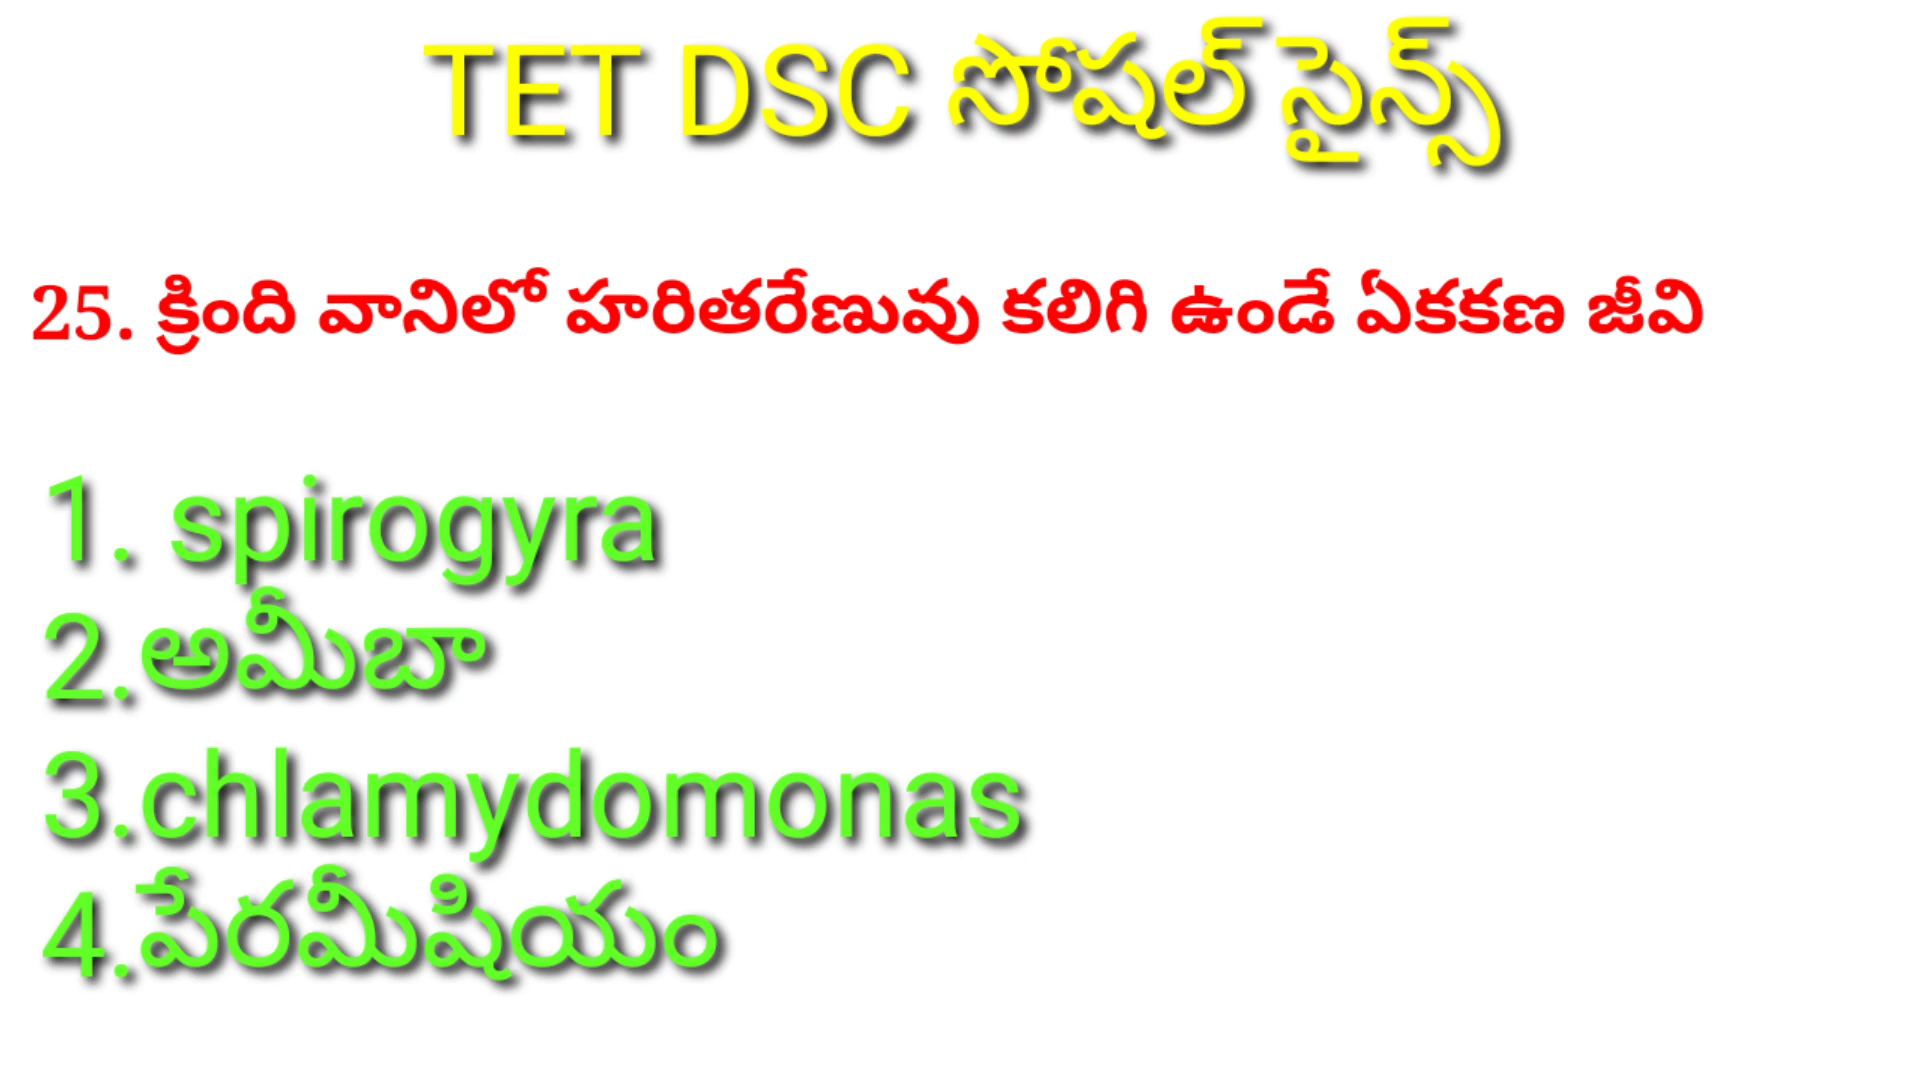 TET DSC సోషల్ సైన్స్
25. క్రింది వానిలో హరితరేణువు కలిగి ఉండే ఏకకణ జీవి
1. spirogyra
2.అమీబా
3.chlamydomonas
4.పేరమీషియం